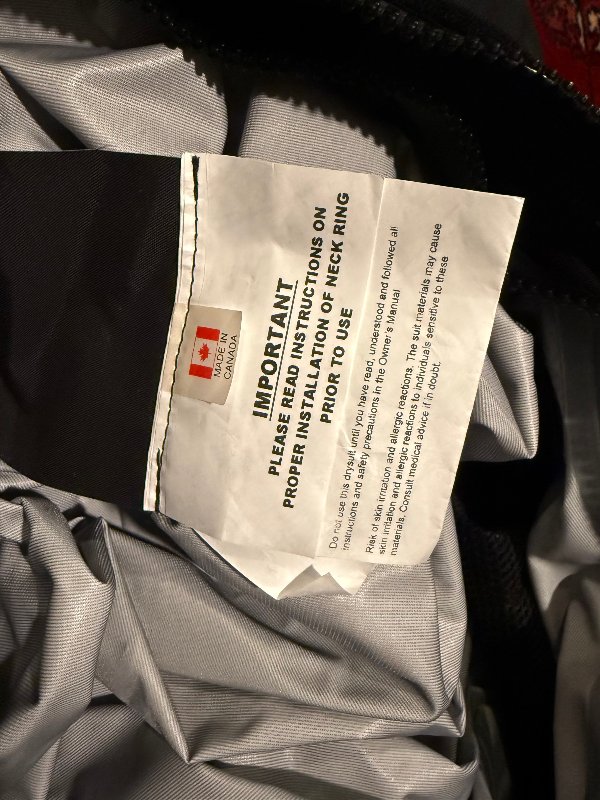 MADE IN
CANADA
IMPORTANT
PLEASE READ INSTRUCTIONS ON
PROPER INSTALLATION OF NECK RING
PRIOR TO USE
Do not use this drysuit until you have read, understood and followed all
instructions and safety precautions in the Owner's Manual
Risk of skin irritation and allergic reactions. The suit materials may cause
skin irritation and allergic reactions to individuals sensitive to these
materials. Consult medical advice if in doubt.